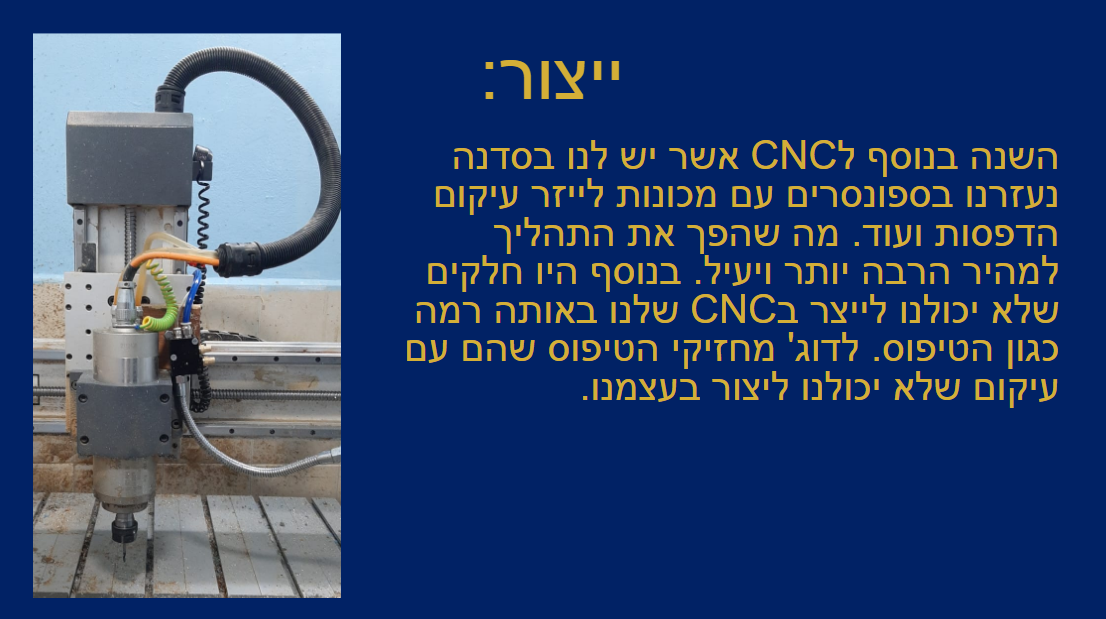 ייצור:
השנה בנוסף לCNC אשר יש לנו בסדנה
נעזרנו בספונסרים עם מכונות לייזר עיקום
הדפסות ועוד. מה שהפך את התהליך
למהיר הרבה יותר ויעיל. בנוסף היו חלקים
שלא יכולנו לייצר בCNC שלנו באותה רמה
כגון הטיפוס. לדוג' מחזיקי הטיפוס שהם עם
עיקום שלא יכולנו ליצור בעצמנו.